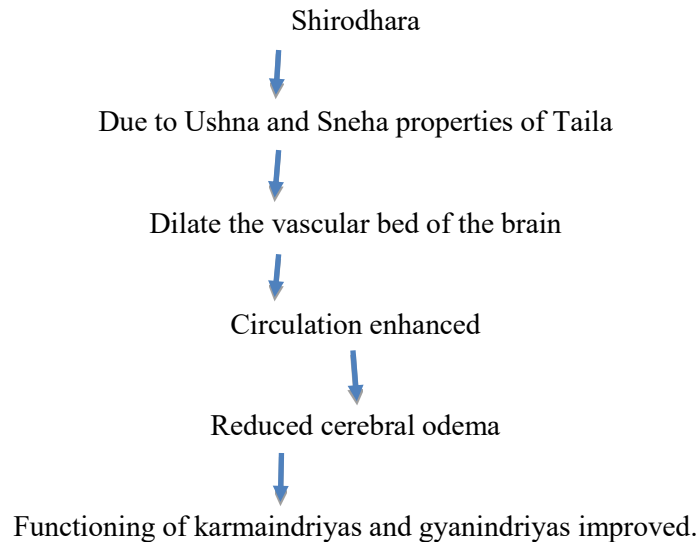 Shirodhara
Due to Ushna and Sneha properties of Taila
Dilate the vascular bed of the brain
Circulation enhanced
Reduced cerebral odema
Functioning of karmaindriyas and gyanindriyas improved.